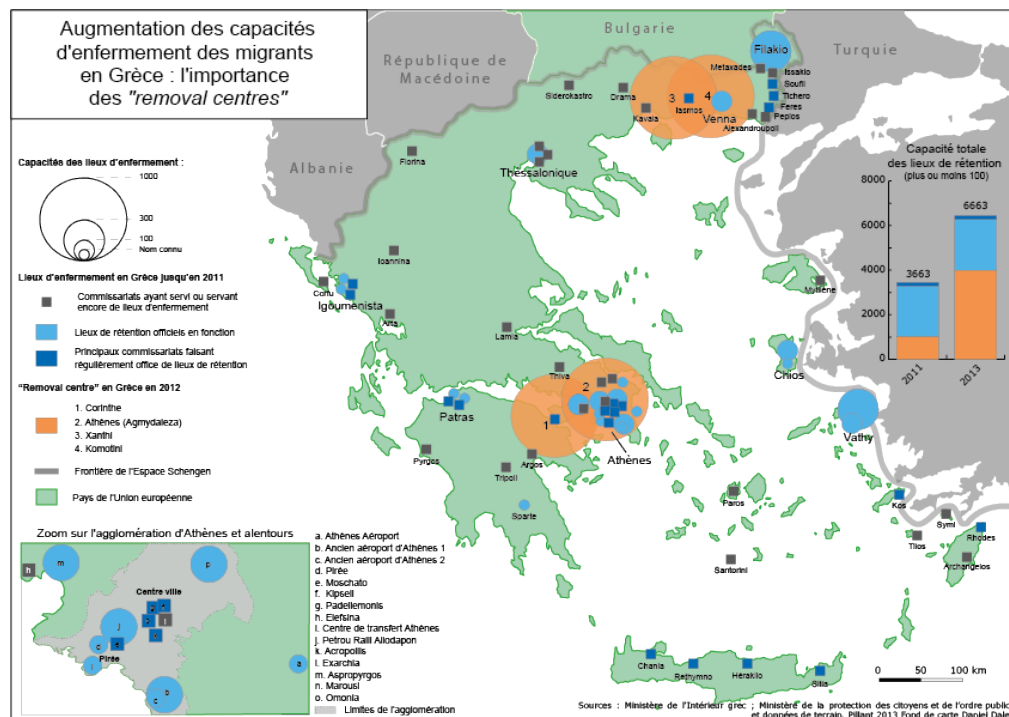 Augmentation des capacités
d'enfermement des migrants
en Grèce : l'importance
des "removal centres"
Capacités des lieux d'enfermement :
1000
300
100
Nom connu
Lieux d'enfermement en Grèce jusqu'en 2011
Commissariats ayant servi ou servant
encore de lieu d'enfermement
Lieux de rétention officiels en fonction
Principaux commissariats faisant
régulièrement office de lieux de rétention
"Removal centre" en Grèce en 2012
1. Corinthe
2. Athènes (Agmydaleza)
3. Xanthi
4. Komotini
Frontière de l'Espace Schengen
Pays de l'Union européenne
Zoom sur l'agglomération d'Athènes et alentours
h
m
p
Centre ville
j
Pirée
a
b
c
a. Athènes Aéroport
b. Ancien aéroport d'Athènes 1
c. Ancien aéroport d'Athènes 2
d. Pirée
e. Moschato
f. Kipseli
g. Padellemonis
h. Elefsina
i. Centre de transfert Athènes
j. Petrou Ralli Allodapon
k. Acropollis
l. Exarchia
m. Aspropyrgos
n. Marousi
o. Omonia
Limites de l'agglomération
Bulgarie
République de
Macédoine
Albanie
Turquie
Filakio
Metaxades
Issakio
Soufli
Tichero
Feres
Peplos
Alexandroupoli
Siderokastro
Drama
Kavala
3
Iasmos
4
Venna
Florina
Thessalonique
Ioannina
Corfu
Igoumenista
Arta
Lamia
Mytilene
Thiva
Chios
2
Patras
1
Athènes
Vathy
Pyrgos
Argos
Tripoli
Sparte
Paros
Kos
Symi
Tilos
Rhodes
Archangelos
Santorini
Chania
Rethymno
Héraklio
Sitia
Capacité totale
des lieux de rétention
(plus ou moins 100)
8000
6000
4000
2000
0
3663
6663
2011
2013
0 50 100 km
Sources : Ministère de l'Intérieur grec ; Ministère de la protection des citoyens et de l'ordre public
et données de terrain. Pillant 2013 Fond de carte Daniel Dale